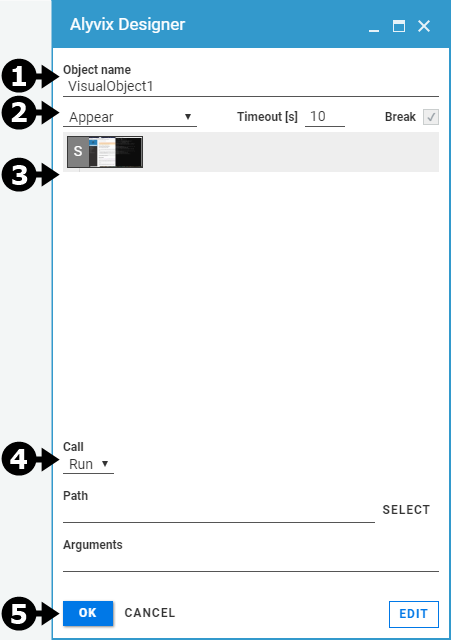 Alyvix Designer
1 Object name
VisualObject1
2 Appear Timeout [s] 10 Break
S
3
Call
4 Run
Path
SELECT
Arguments
5 OK CANCEL EDIT